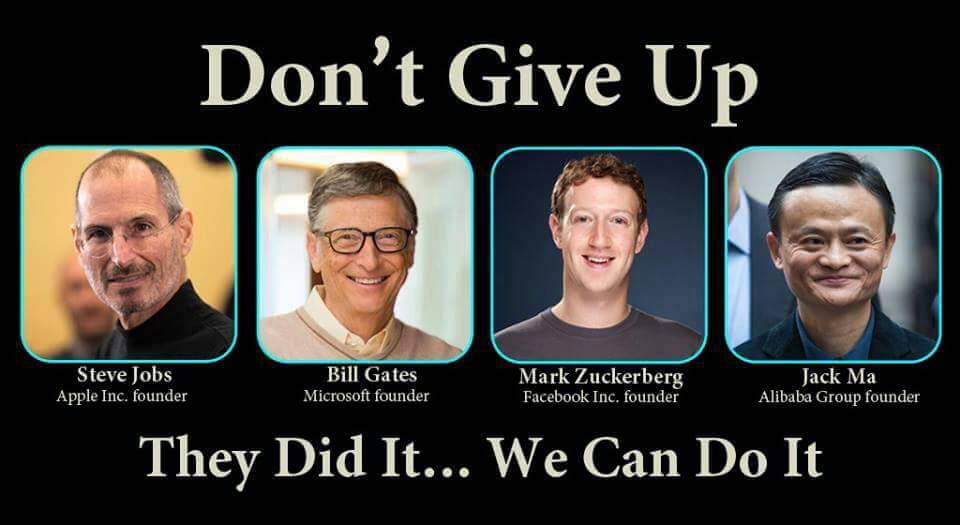 Don't Give Up
Steve Jobs
Apple Inc. founder
Bill Gates
Microsoft founder
Mark Zuckerberg
Facebook Inc. founder
Jack Ma
Alibaba Group founder
They Did It... We Can Do It